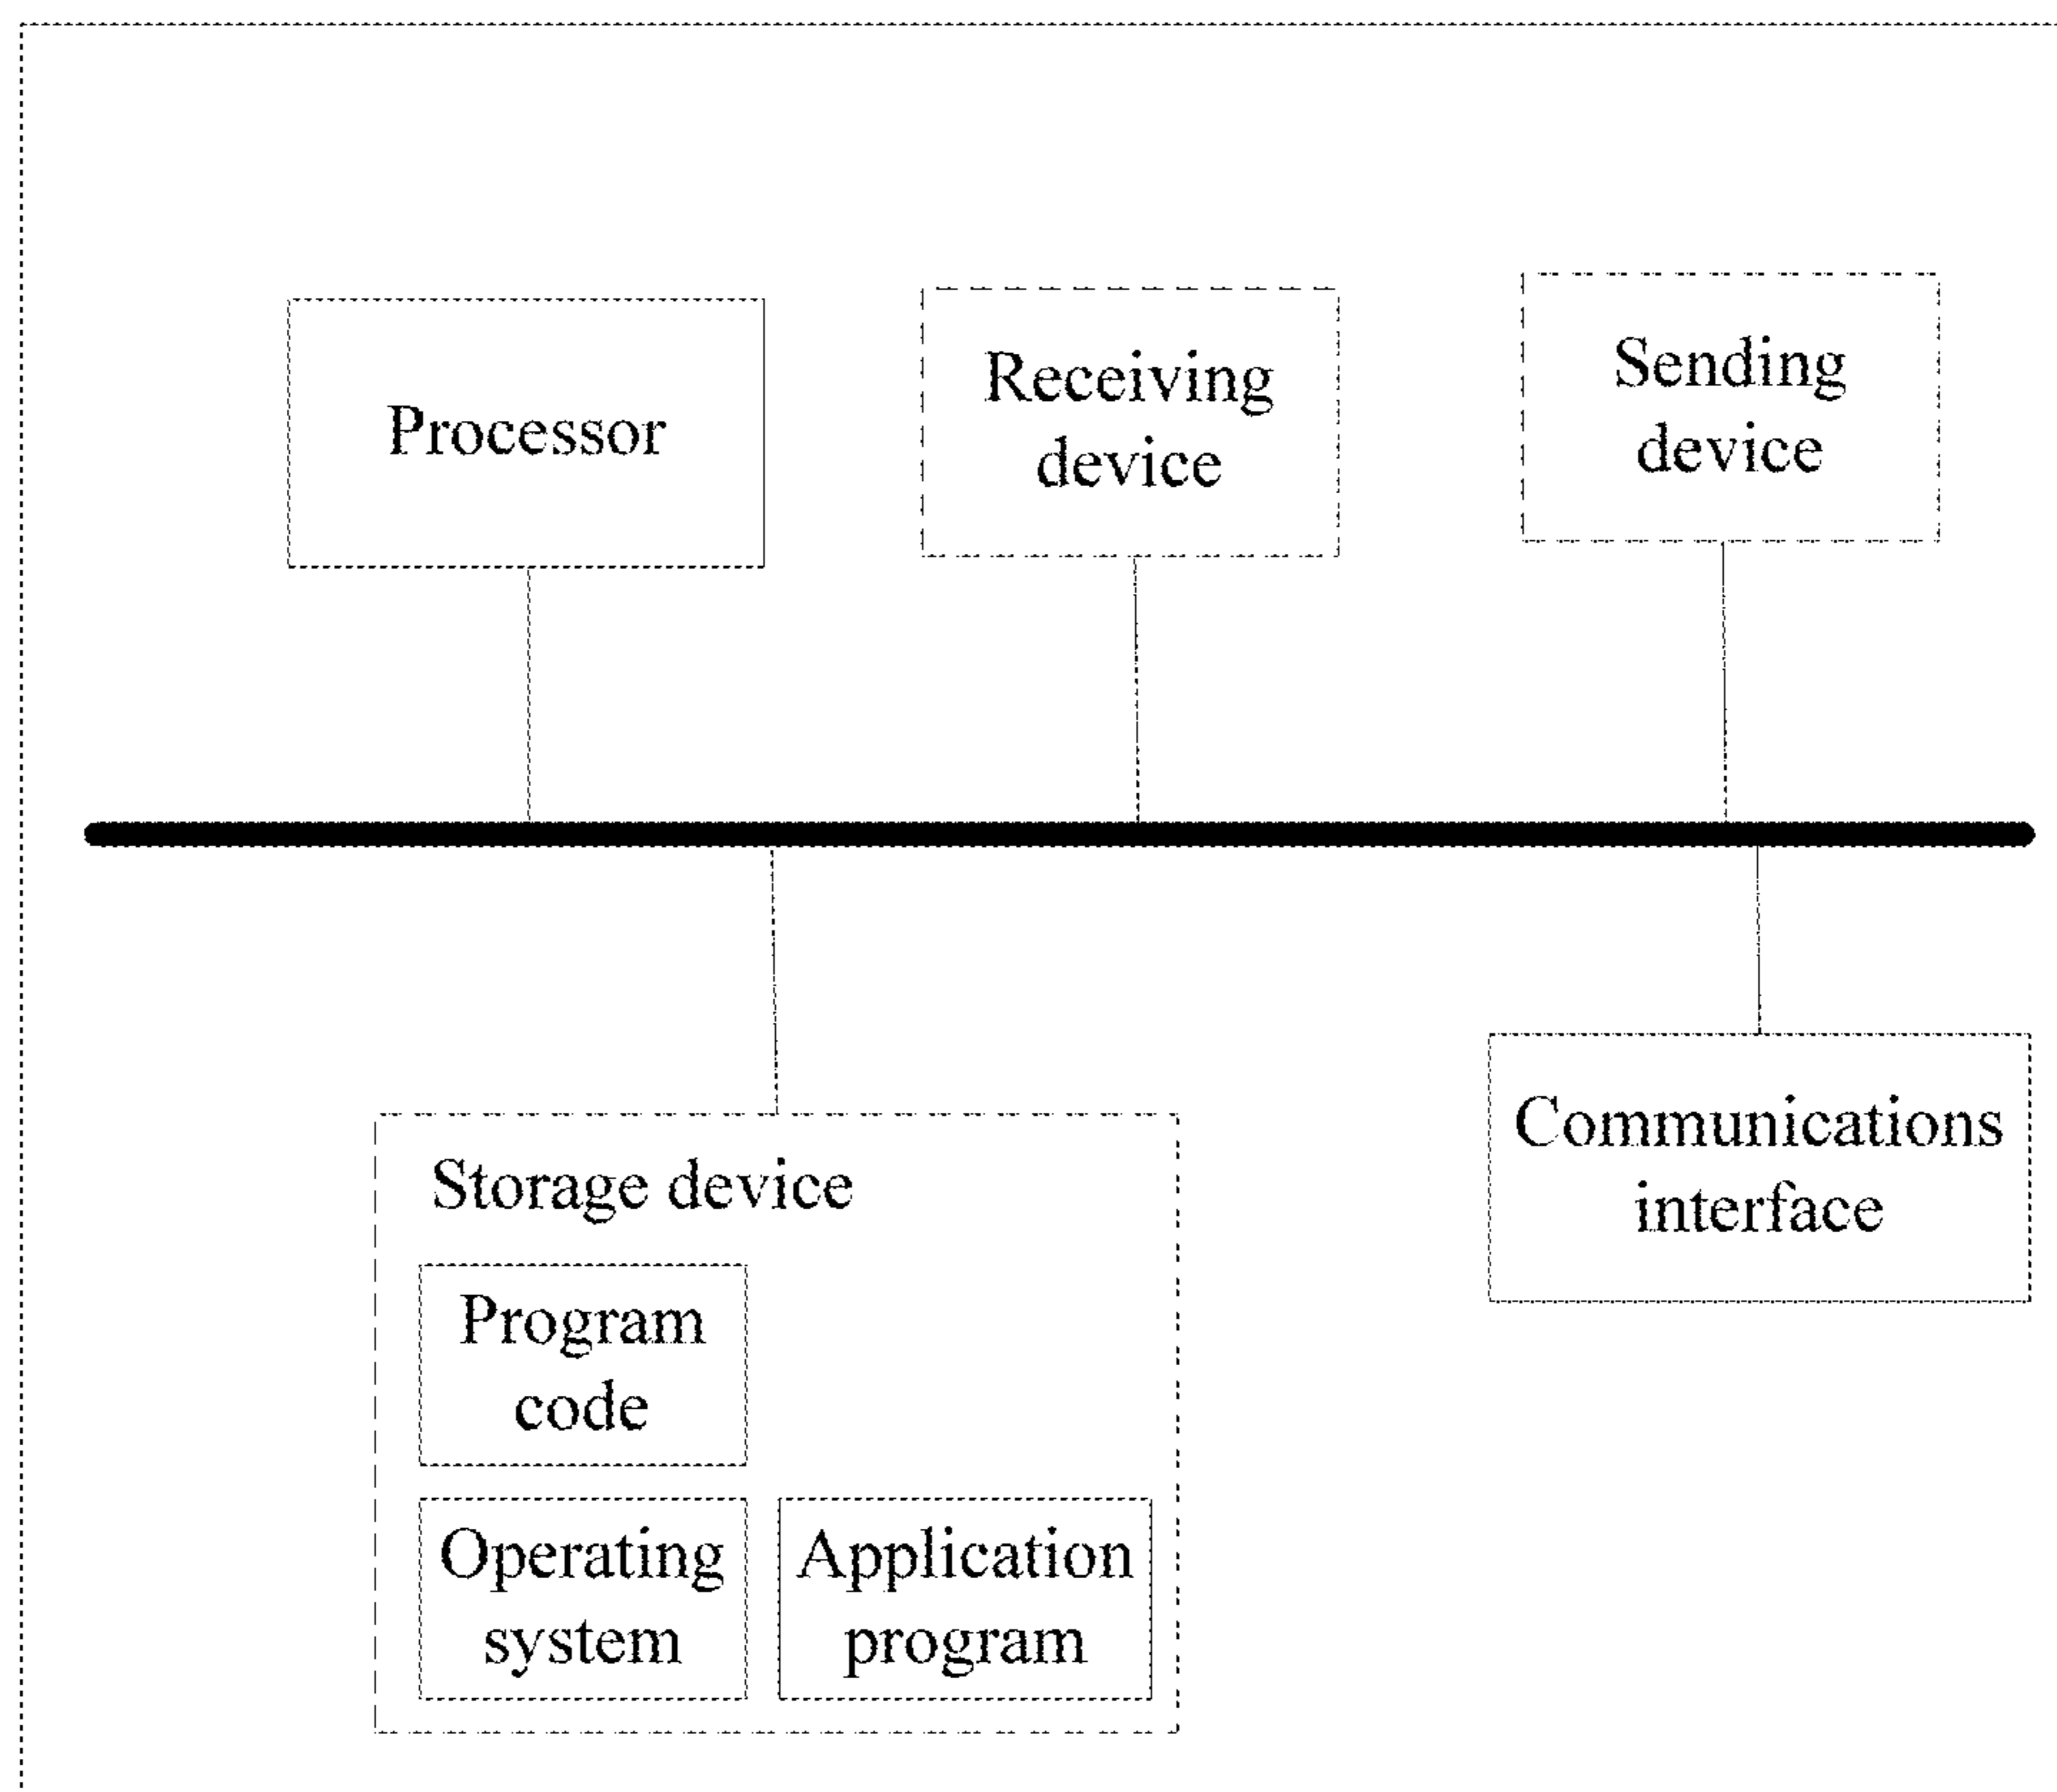 Processor
Receiving
device
Sending
device
Storage device
Program
code
Operating
system
Application
program
Communications
interface